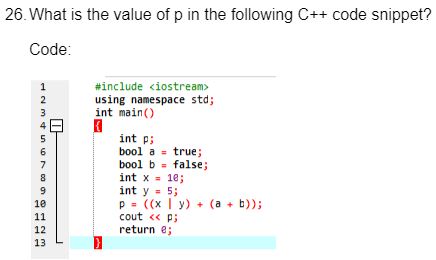 26. What is the value of p in the following C++ code snippet?
Code:
1 #include <iostream>
2 using namespace std;
3 int main()
4 {
5 int p;
6 bool a = true;
7 bool b = false;
8 int x = 10;
9 int y = 5;
10 p = ((x | y) + (a + b));
11 cout << p;
12 return 0;
13 }